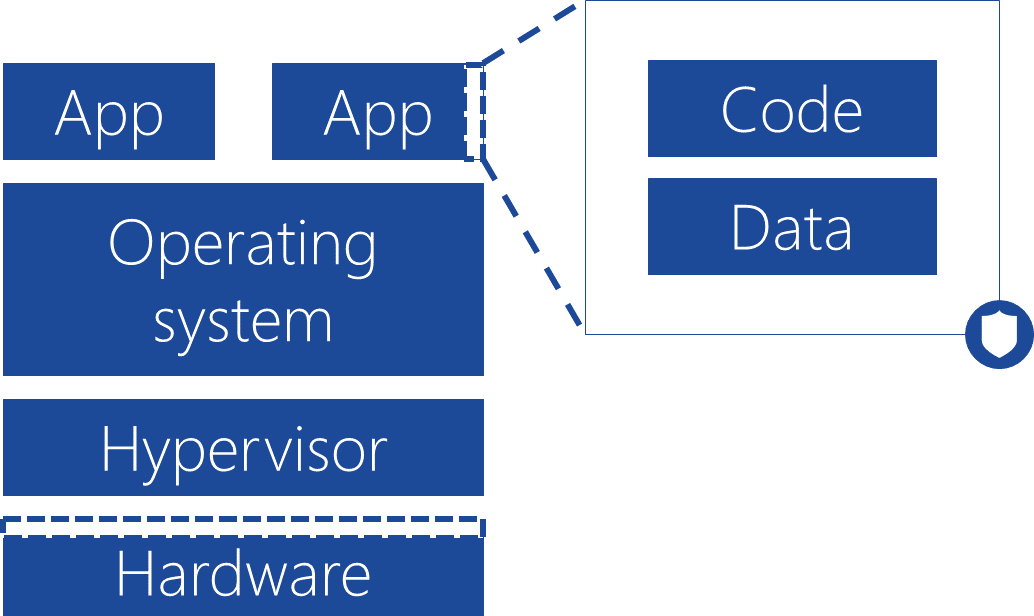 App
App
Code
Data
Operating
system
Hypervisor
Hardware